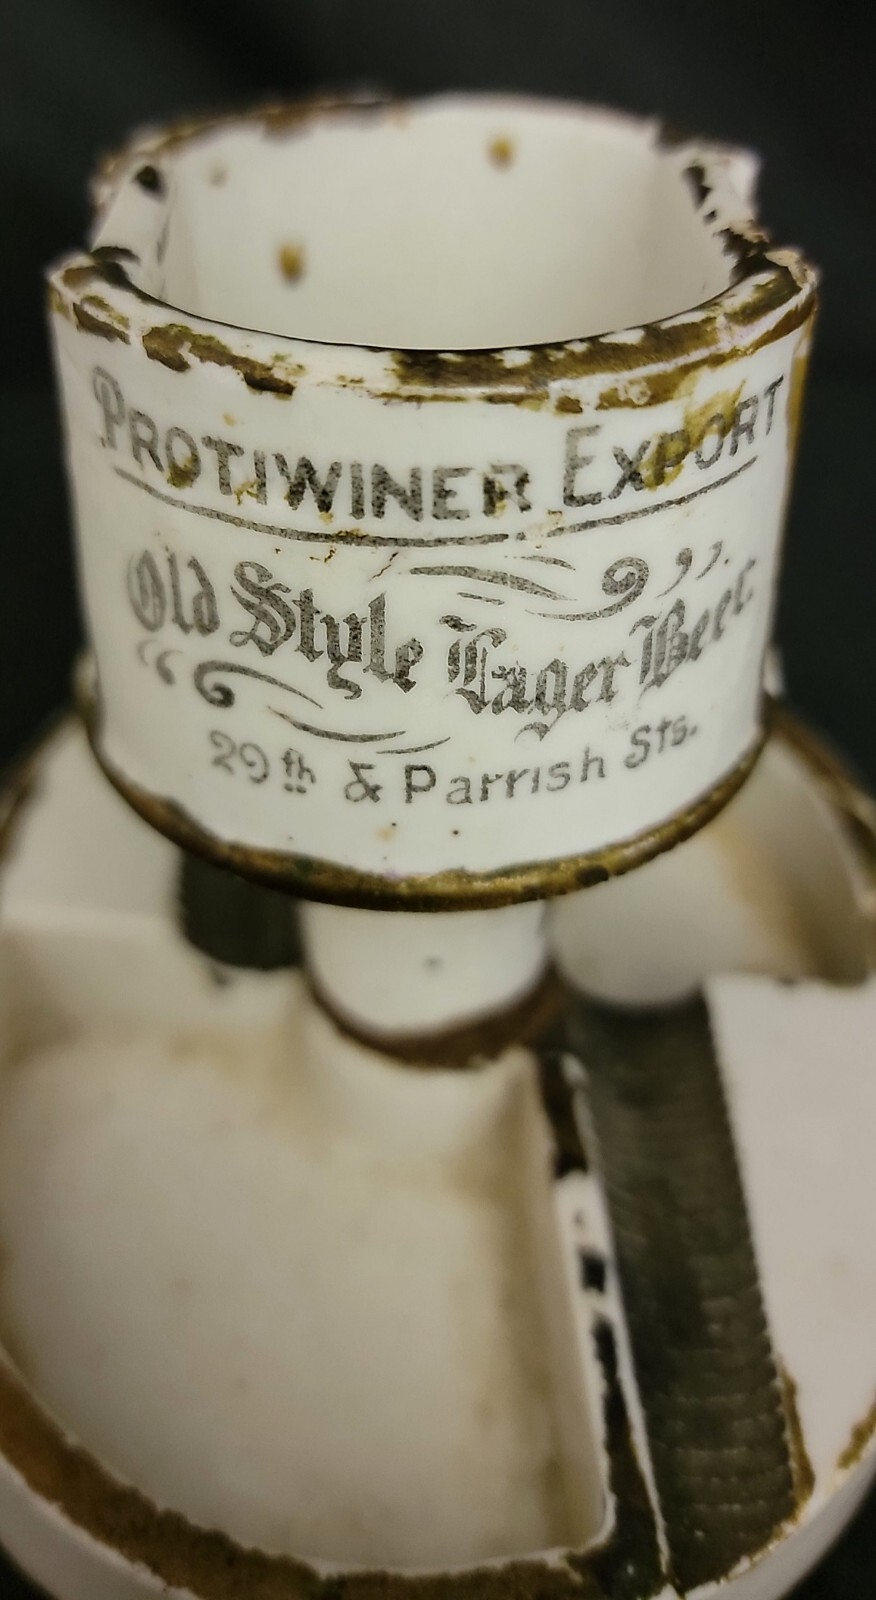 PROTIWINER EXPORT
Old Style Lager Beer.
29th & Parrish Sts.